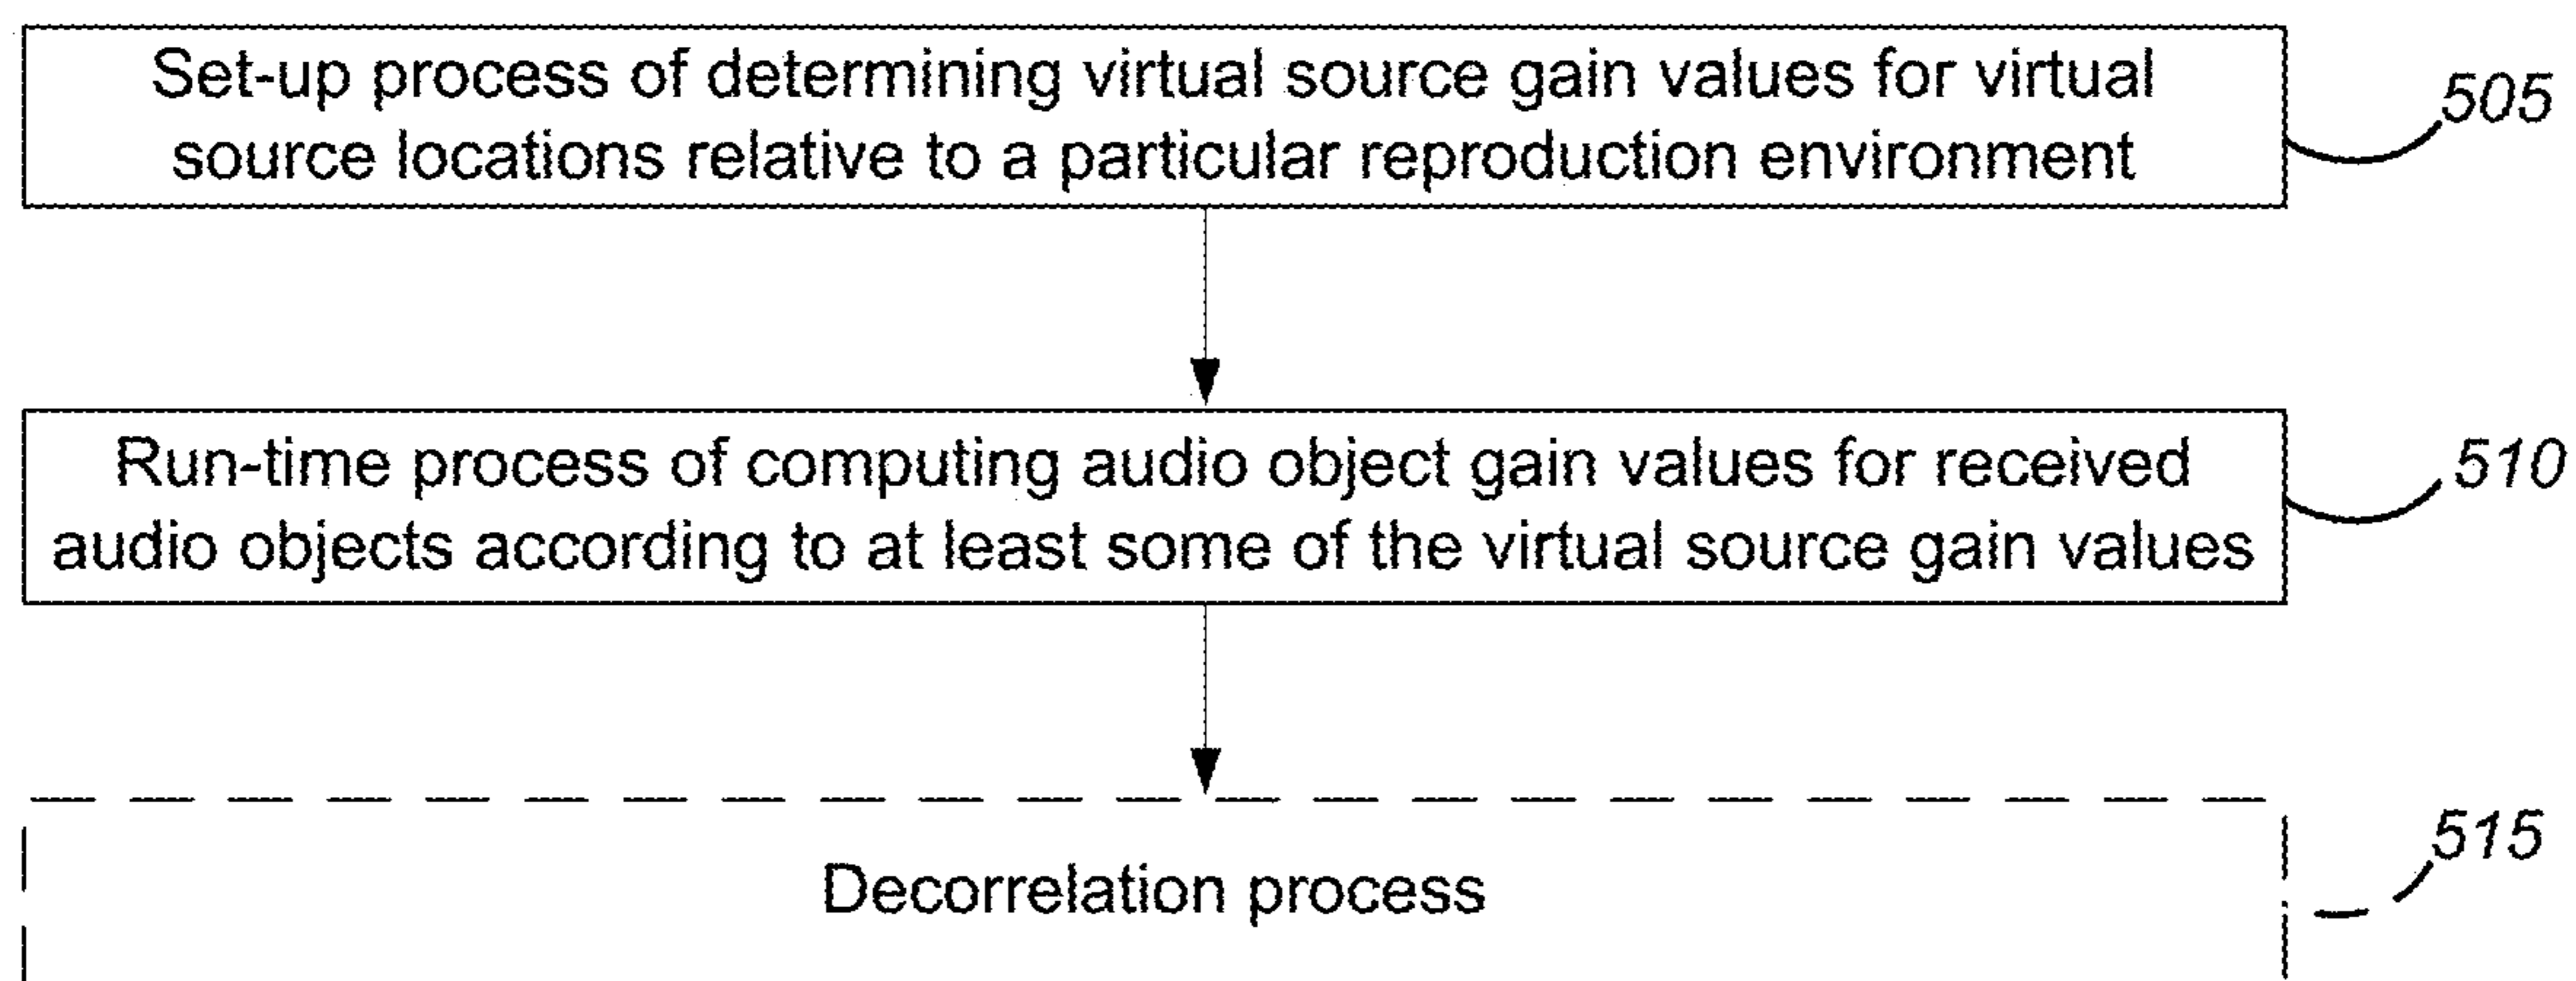 Set-up process of determining virtual source gain values for virtual
source locations relative to a particular reproduction environment
505
Run-time process of computing audio object gain values for received
audio objects according to at least some of the virtual source gain values
510
Decorrelation process
515